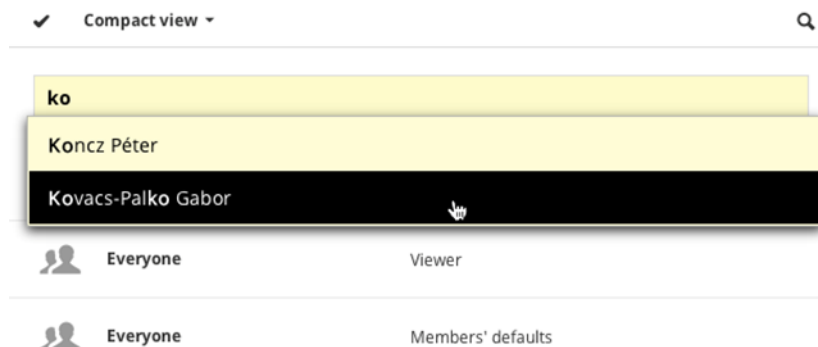 Compact view
ko
Koncz Péter
Kovacs-Palko Gabor
Everyone Viewer
Everyone Members' defaults